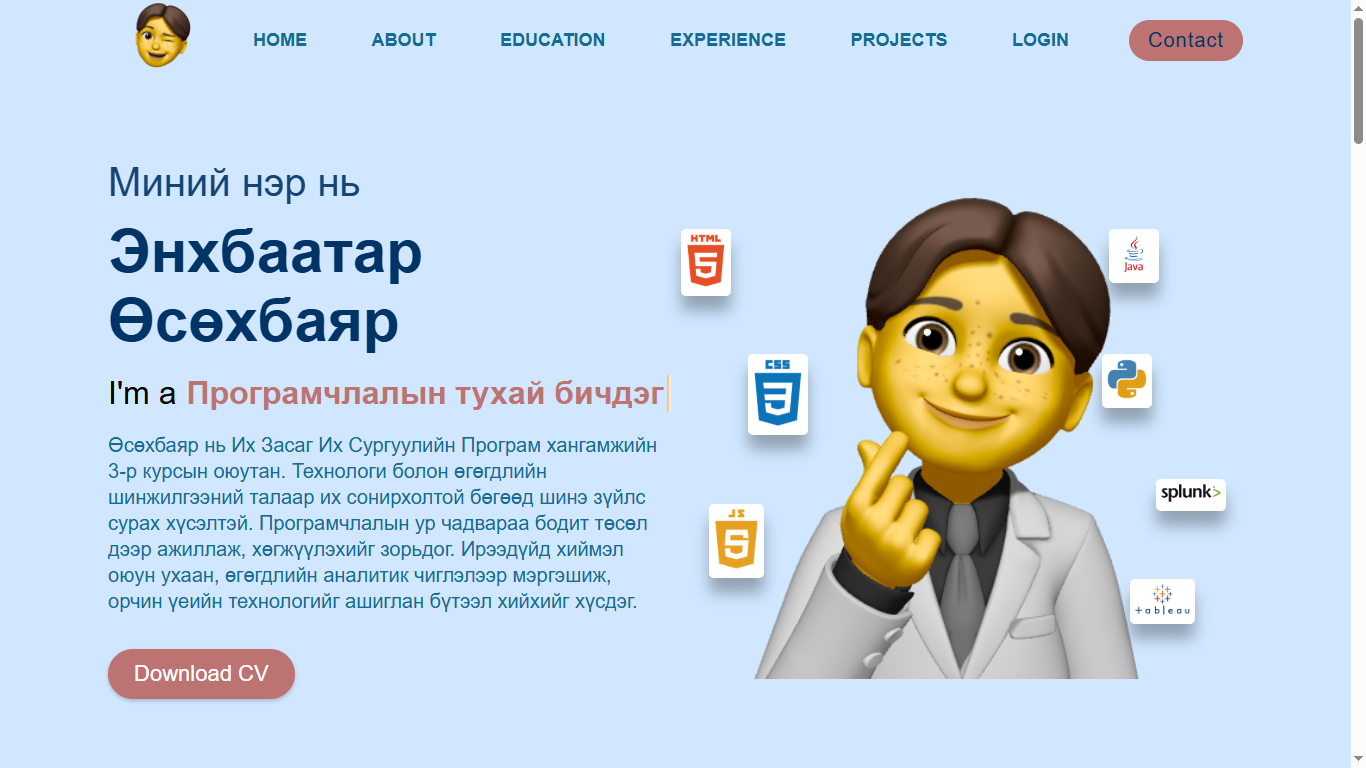 HOME ABOUT EDUCATION EXPERIENCE PROJECTS LOGIN Contact
Миний нэр нь
Энхбаатар
Өсөхбаяр
I'm a Програмчлалын тухай бичдэг
Өсөхбаяр нь Их Засаг Их Сургуулийн Програм хангамжийн
3-р курсын оюутан. Технологи болон өгөгдлийн
шинжилгээний талаар их сонирхолтой бөгөөд шинэ зүйлс
сурах хүсэлтэй. Програмчлалын ур чадвараа бодит төсөл
дээр ажиллаж, хөгжүүлэхийг зорьдог. Ирээдүйд хиймэл
оюун ухаан, өгөгдлийн аналитик чиглэлээр мэргэшиж,
орчин үеийн технологийг ашиглан бүтээл хийхийг хүсдэг.
Download CV
HTML
5
CSS
3
JS
5
Java
splunk>
+ableau